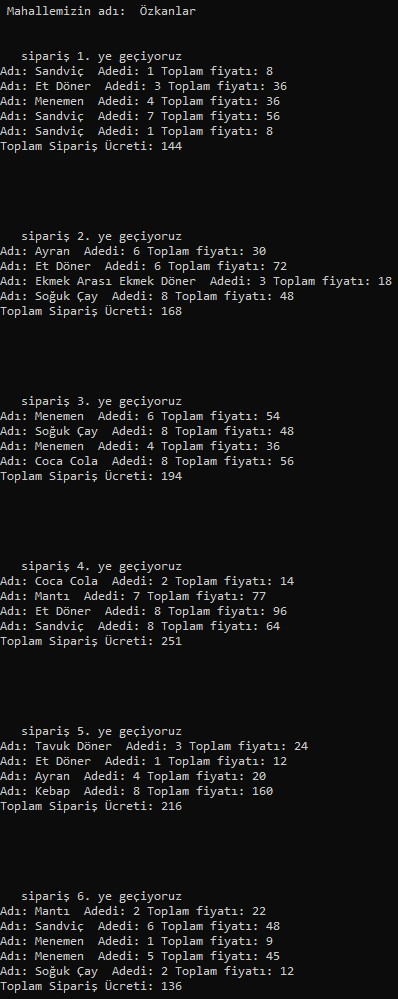 Mahallemizin adı:  Özkanlar
sipariş 1. ye geçiyoruz
Adı: Sandviç  Adedi: 1 Toplam fiyatı: 8
Adı: Et Döner  Adedi: 3 Toplam fiyatı: 36
Adı: Menemen  Adedi: 4 Toplam fiyatı: 36
Adı: Sandviç  Adedi: 7 Toplam fiyatı: 56
Adı: Sandviç  Adedi: 1 Toplam fiyatı: 8
Toplam Sipariş Ücreti: 144
sipariş 2. ye geçiyoruz
Adı: Ayran  Adedi: 6 Toplam fiyatı: 30
Adı: Et Döner  Adedi: 6 Toplam fiyatı: 72
Adı: Ekmek Arası Ekmek Döner  Adedi: 3 Toplam fiyatı: 18
Adı: Soğuk Çay  Adedi: 8 Toplam fiyatı: 48
Toplam Sipariş Ücreti: 168
sipariş 3. ye geçiyoruz
Adı: Menemen  Adedi: 6 Toplam fiyatı: 54
Adı: Soğuk Çay  Adedi: 8 Toplam fiyatı: 48
Adı: Menemen  Adedi: 4 Toplam fiyatı: 36
Adı: Coca Cola  Adedi: 8 Toplam fiyatı: 56
Toplam Sipariş Ücreti: 194
sipariş 4. ye geçiyoruz
Adı: Coca Cola  Adedi: 2 Toplam fiyatı: 14
Adı: Mantı  Adedi: 7 Toplam fiyatı: 77
Adı: Et Döner  Adedi: 8 Toplam fiyatı: 96
Adı: Sandviç  Adedi: 8 Toplam fiyatı: 64
Toplam Sipariş Ücreti: 251
sipariş 5. ye geçiyoruz
Adı: Tavuk Döner  Adedi: 3 Toplam fiyatı: 24
Adı: Et Döner  Adedi: 1 Toplam fiyatı: 12
Adı: Ayran  Adedi: 4 Toplam fiyatı: 20
Adı: Kebap  Adedi: 8 Toplam fiyatı: 160
Toplam Sipariş Ücreti: 216
sipariş 6. ye geçiyoruz
Adı: Mantı  Adedi: 2 Toplam fiyatı: 22
Adı: Sandviç  Adedi: 6 Toplam fiyatı: 48
Adı: Menemen  Adedi: 1 Toplam fiyatı: 9
Adı: Menemen  Adedi: 5 Toplam fiyatı: 45
Adı: Soğuk Çay  Adedi: 2 Toplam fiyatı: 12
Toplam Sipariş Ücreti: 136